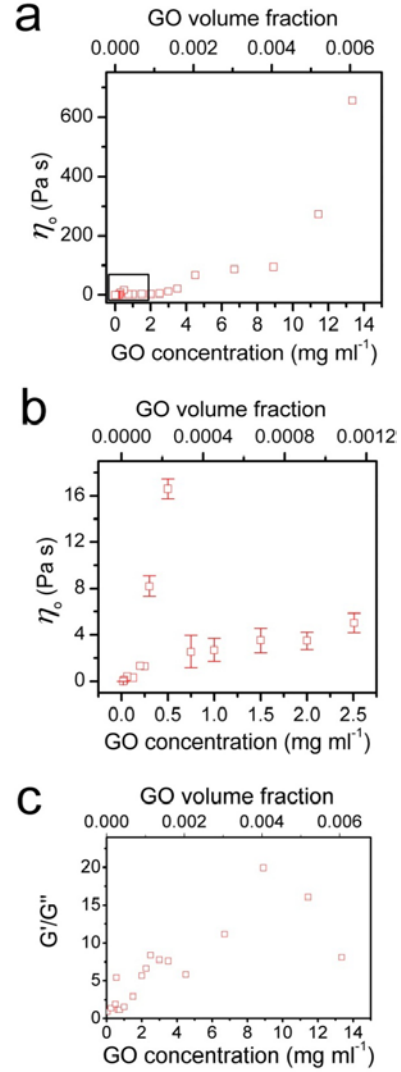 a
GO volume fraction
0.000 0.002 0.004 0.006
600
400
200
0
ηo (Pa s)
0 2 4 6 8 10 12 14
GO concentration (mg ml-1)
b
GO volume fraction
0.0000 0.0004 0.0008 0.0012
16
12
8
4
0
ηo (Pa s)
0.0 0.5 1.0 1.5 2.0 2.5
GO concentration (mg ml-1)
c
GO volume fraction
0.000 0.002 0.004 0.006
20
15
10
5
0
G'/G"
0 2 4 6 8 10 12 14
GO concentration (mg ml-1)